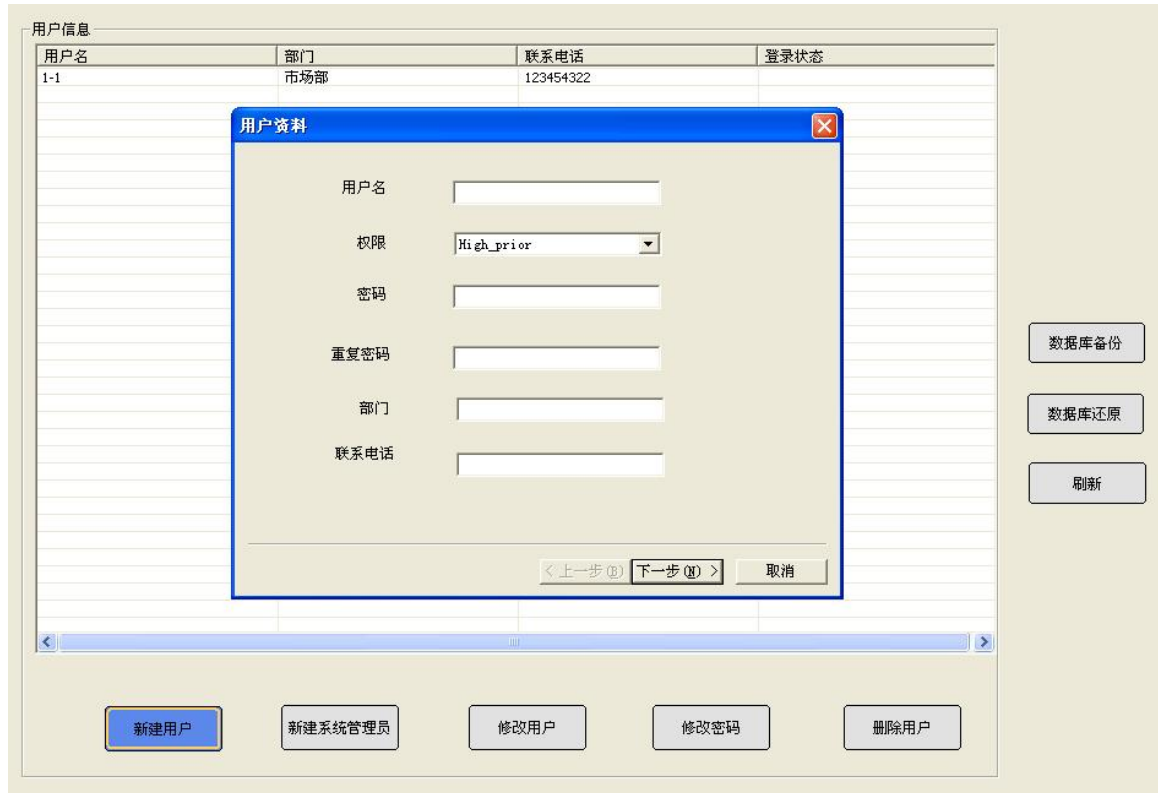 用户信息
用户名 部门 联系电话 登录状态
1-1 市场部 123454322
用户资料
用户名
权限 High_prior
密码
重复密码
部门
联系电话
< 上一步(B) 下一步(N) > 取消
数据库备份
数据库还原
刷新
新建用户 新建系统管理员 修改用户 修改密码 删除用户